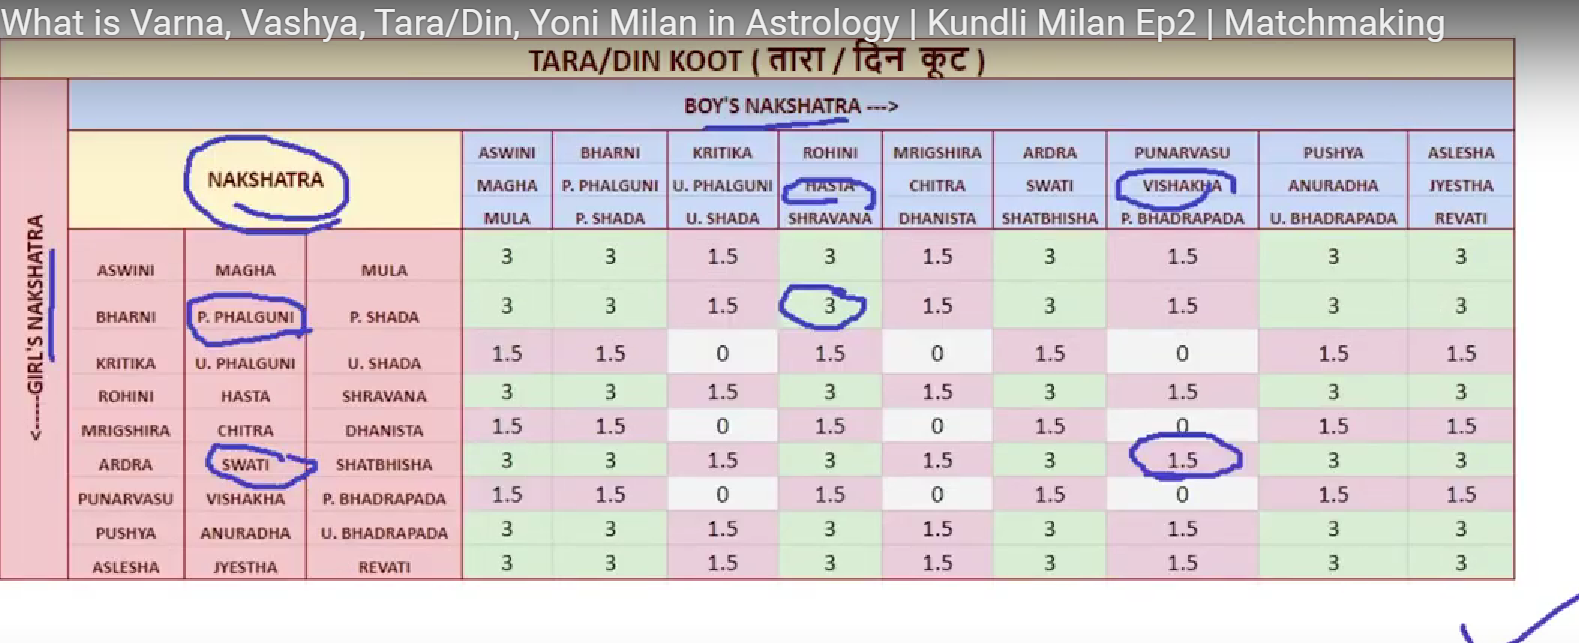 What is Varna, Vashya, Tara/Din, Yoni Milan in Astrology | Kundli Milan Ep2 | Matchmaking
TARA/DIN KOOT ( तारा / दिन कूट )
BOY'S NAKSHATRA --->
<-----GIRL'S NAKSHATRA
NAKSHATRA
ASWINI BHARNI KRITIKA ROHINI MRIGSHIRA ARDRA PUNARVASU PUSHYA ASLESHA
MAGHA P. PHALGUNI U. PHALGUNI HASTA CHITRA SWATI VISHAKHA ANURADHA JYESTHA
MULA P. SHADA U. SHADA SHRAVANA DHANISTA SHATBHISHA P. BHADRAPADA U. BHADRAPADA REVATI
ASWINI MAGHA MULA 3 3 1.5 3 1.5 3 1.5 3 3
BHARNI P. PHALGUNI P. SHADA 3 3 1.5 3 1.5 3 1.5 3 3
KRITIKA U. PHALGUNI U. SHADA 1.5 1.5 0 1.5 0 1.5 0 1.5 1.5
ROHINI HASTA SHRAVANA 3 3 1.5 3 1.5 3 1.5 3 3
MRIGSHIRA CHITRA DHANISTA 1.5 1.5 0 1.5 0 1.5 0 1.5 1.5
ARDRA SWATI SHATBHISHA 3 3 1.5 3 1.5 3 1.5 3 3
PUNARVASU VISHAKHA P. BHADRAPADA 1.5 1.5 0 1.5 0 1.5 0 1.5 1.5
PUSHYA ANURADHA U. BHADRAPADA 3 3 1.5 3 1.5 3 1.5 3 3
ASLESHA JYESTHA REVATI 3 3 1.5 3 1.5 3 1.5 3 3